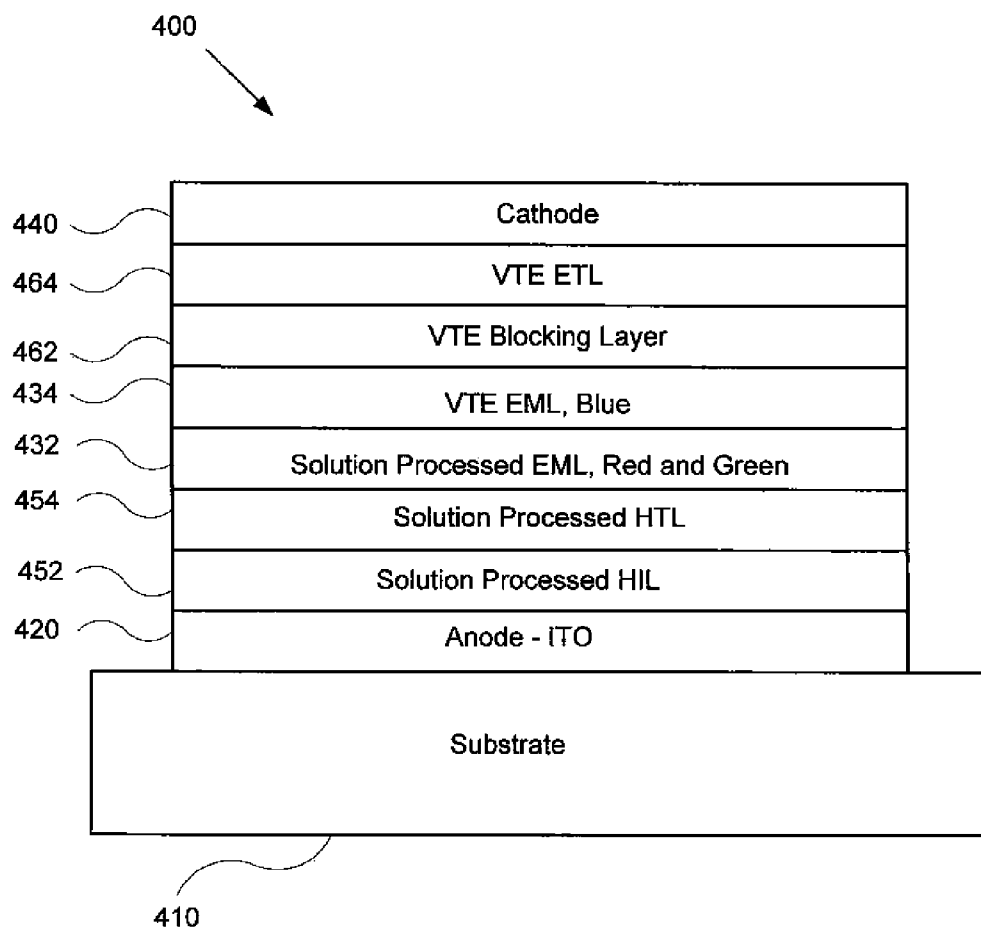 400
440
Cathode
464
VTE ETL
462
VTE Blocking Layer
434
VTE EML, Blue
432
Solution Processed EML, Red and Green
454
Solution Processed HTL
452
Solution Processed HIL
420
Anode - ITO
Substrate
410